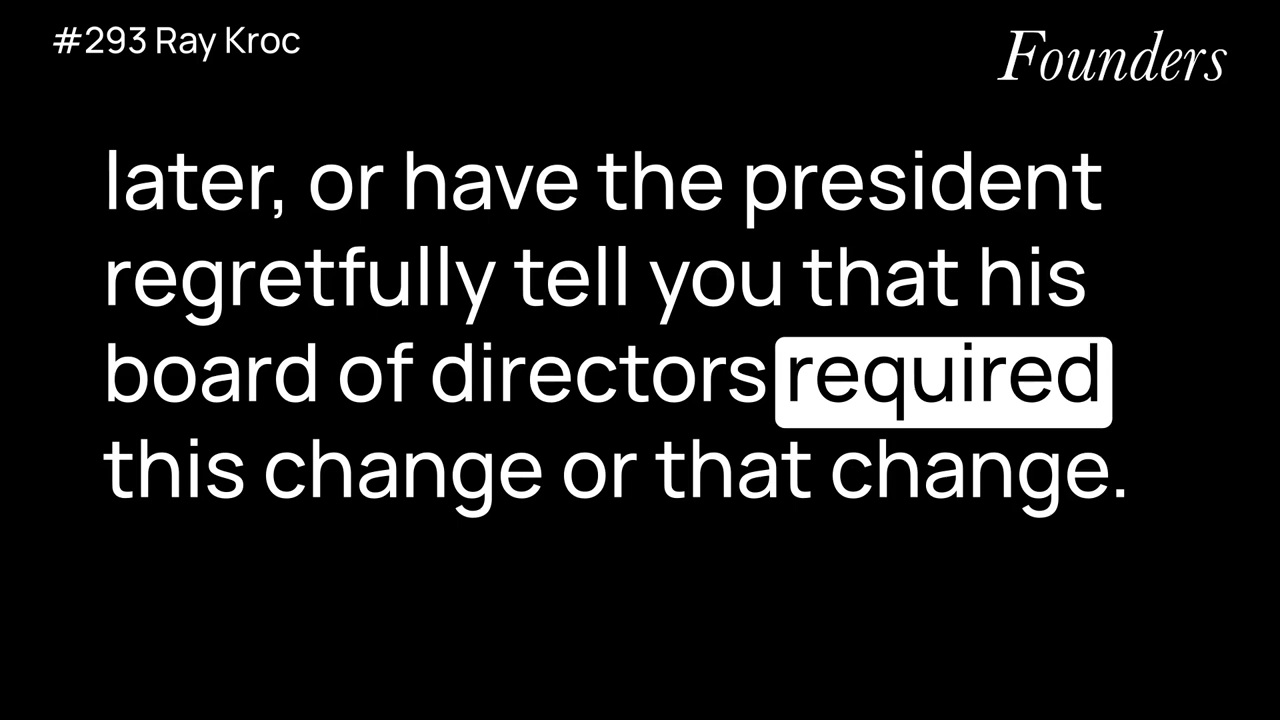 #293 Ray Kroc
Founders
later, or have the president
regretfully tell you that his
board of directors required
this change or that change.